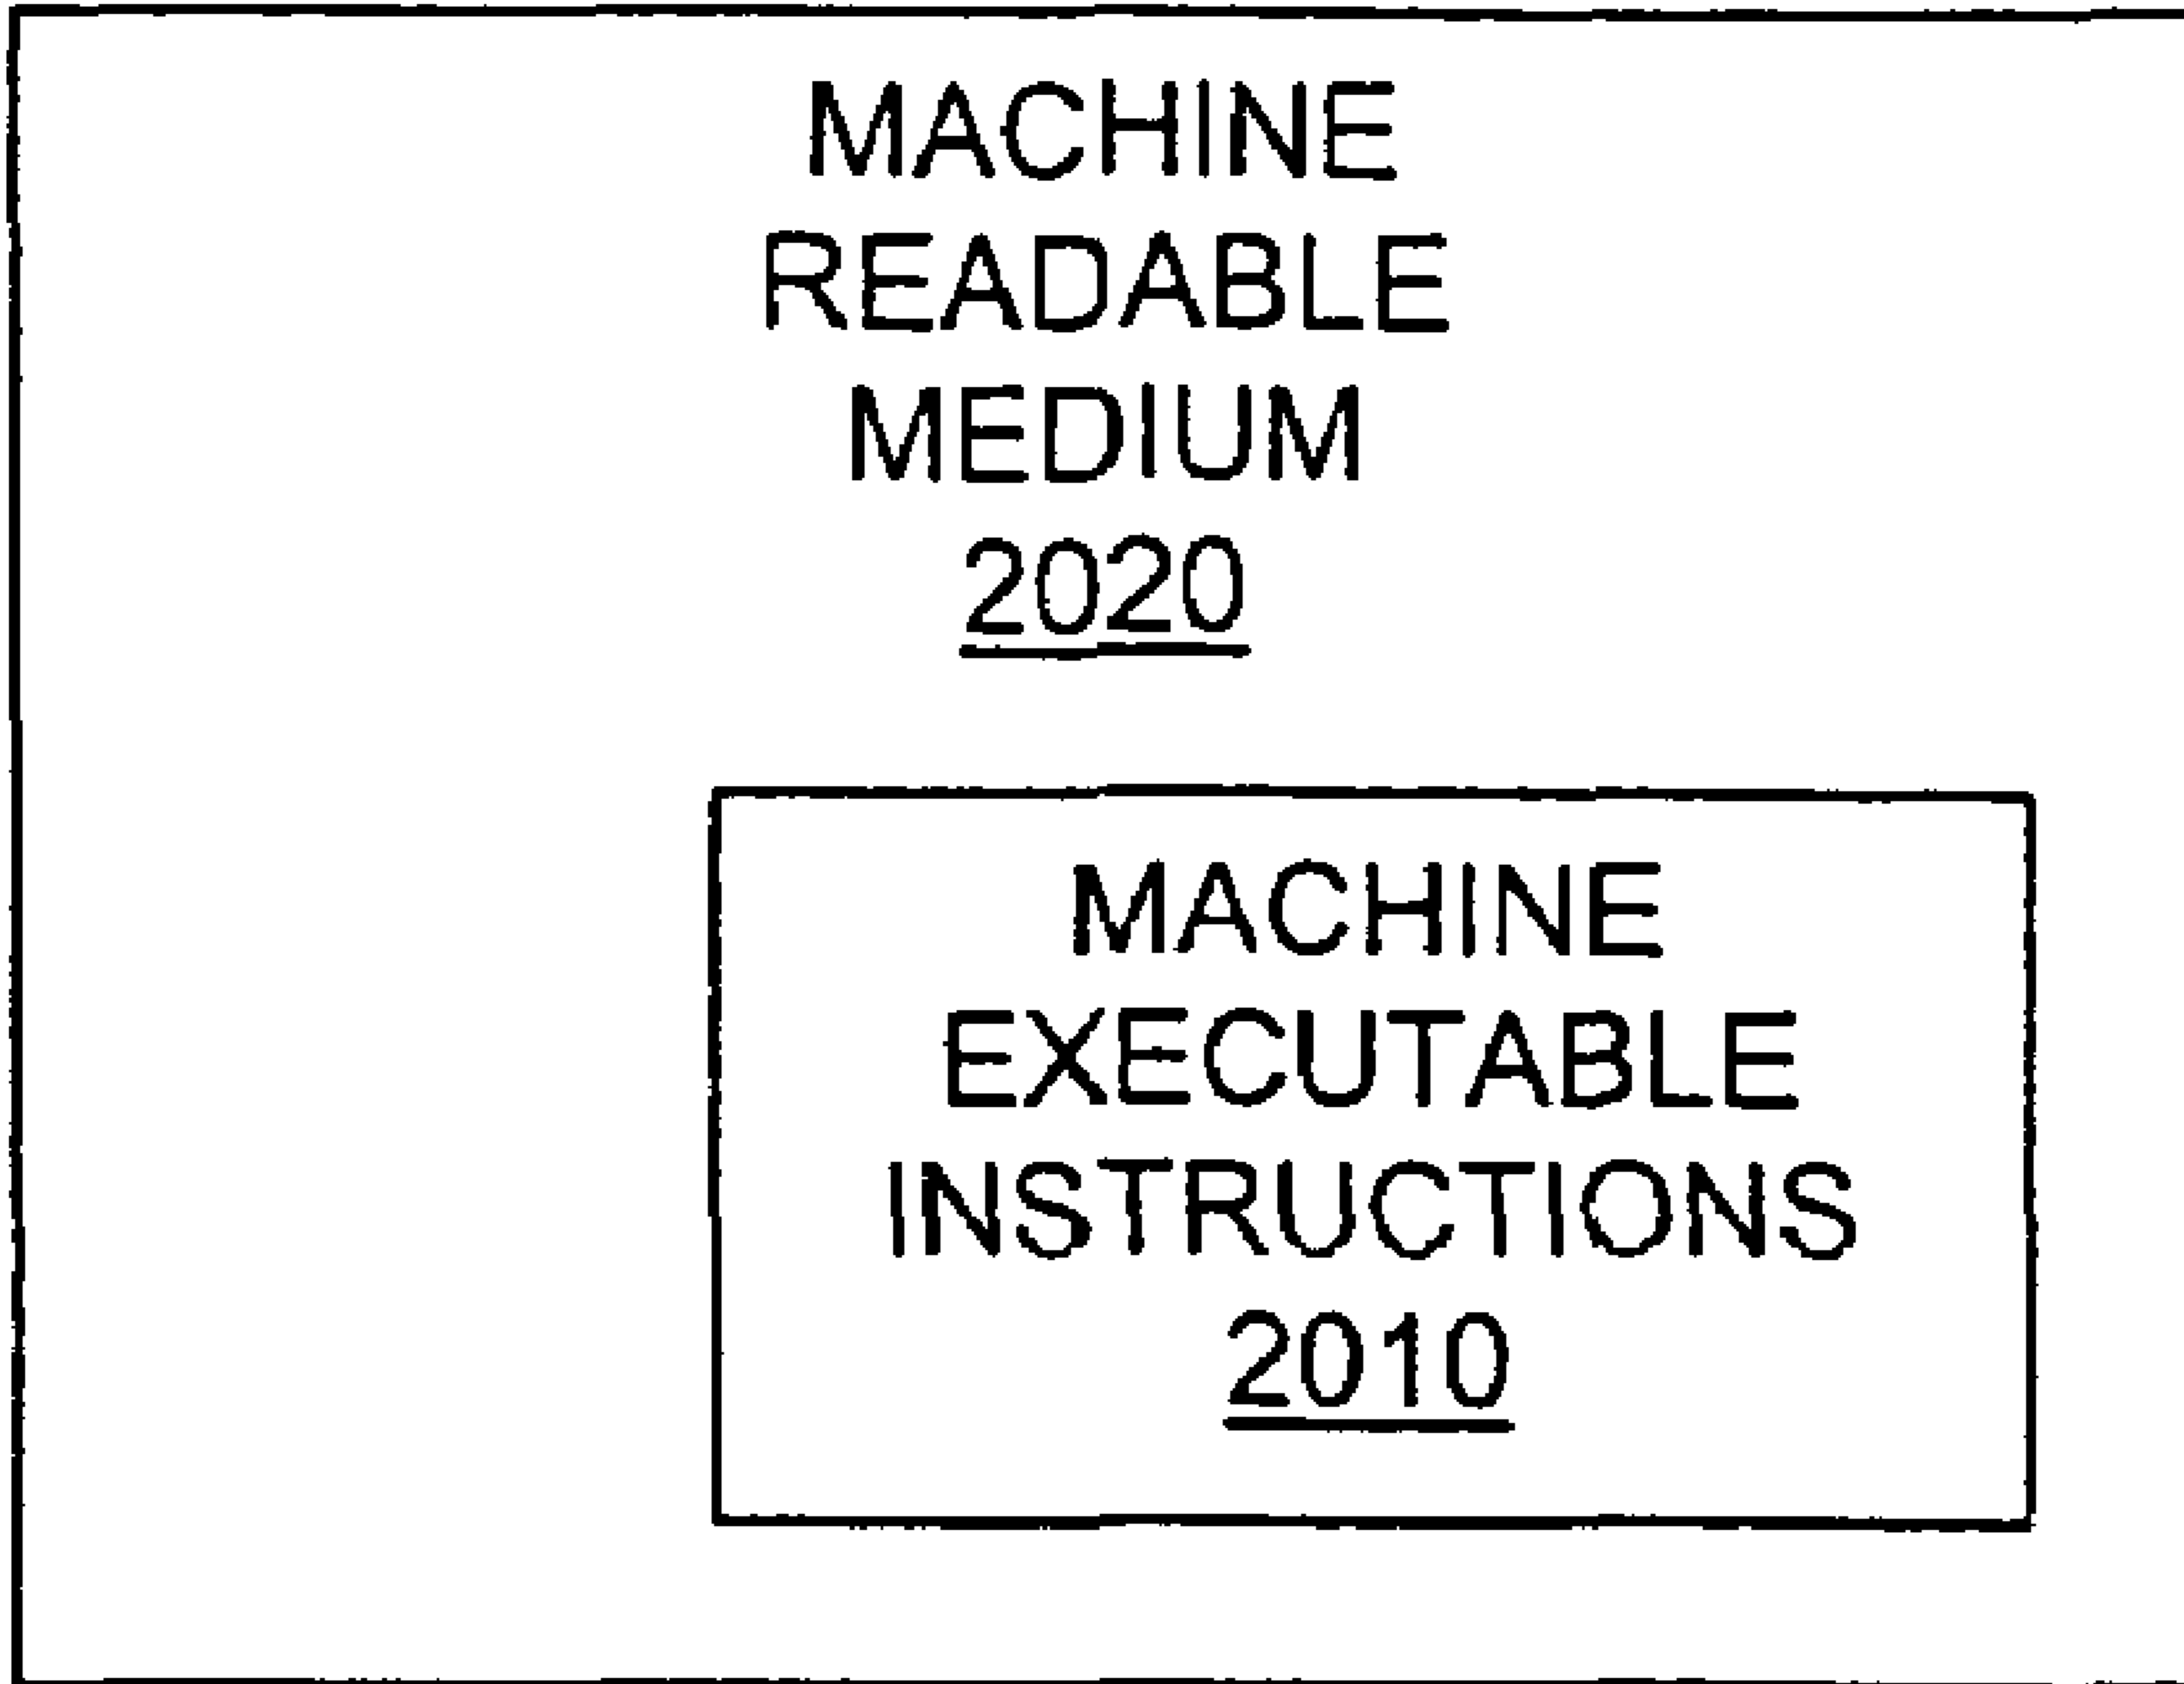 MACHINE
READABLE
MEDIUM
2020
MACHINE
EXECUTABLE
INSTRUCTIONS
2010